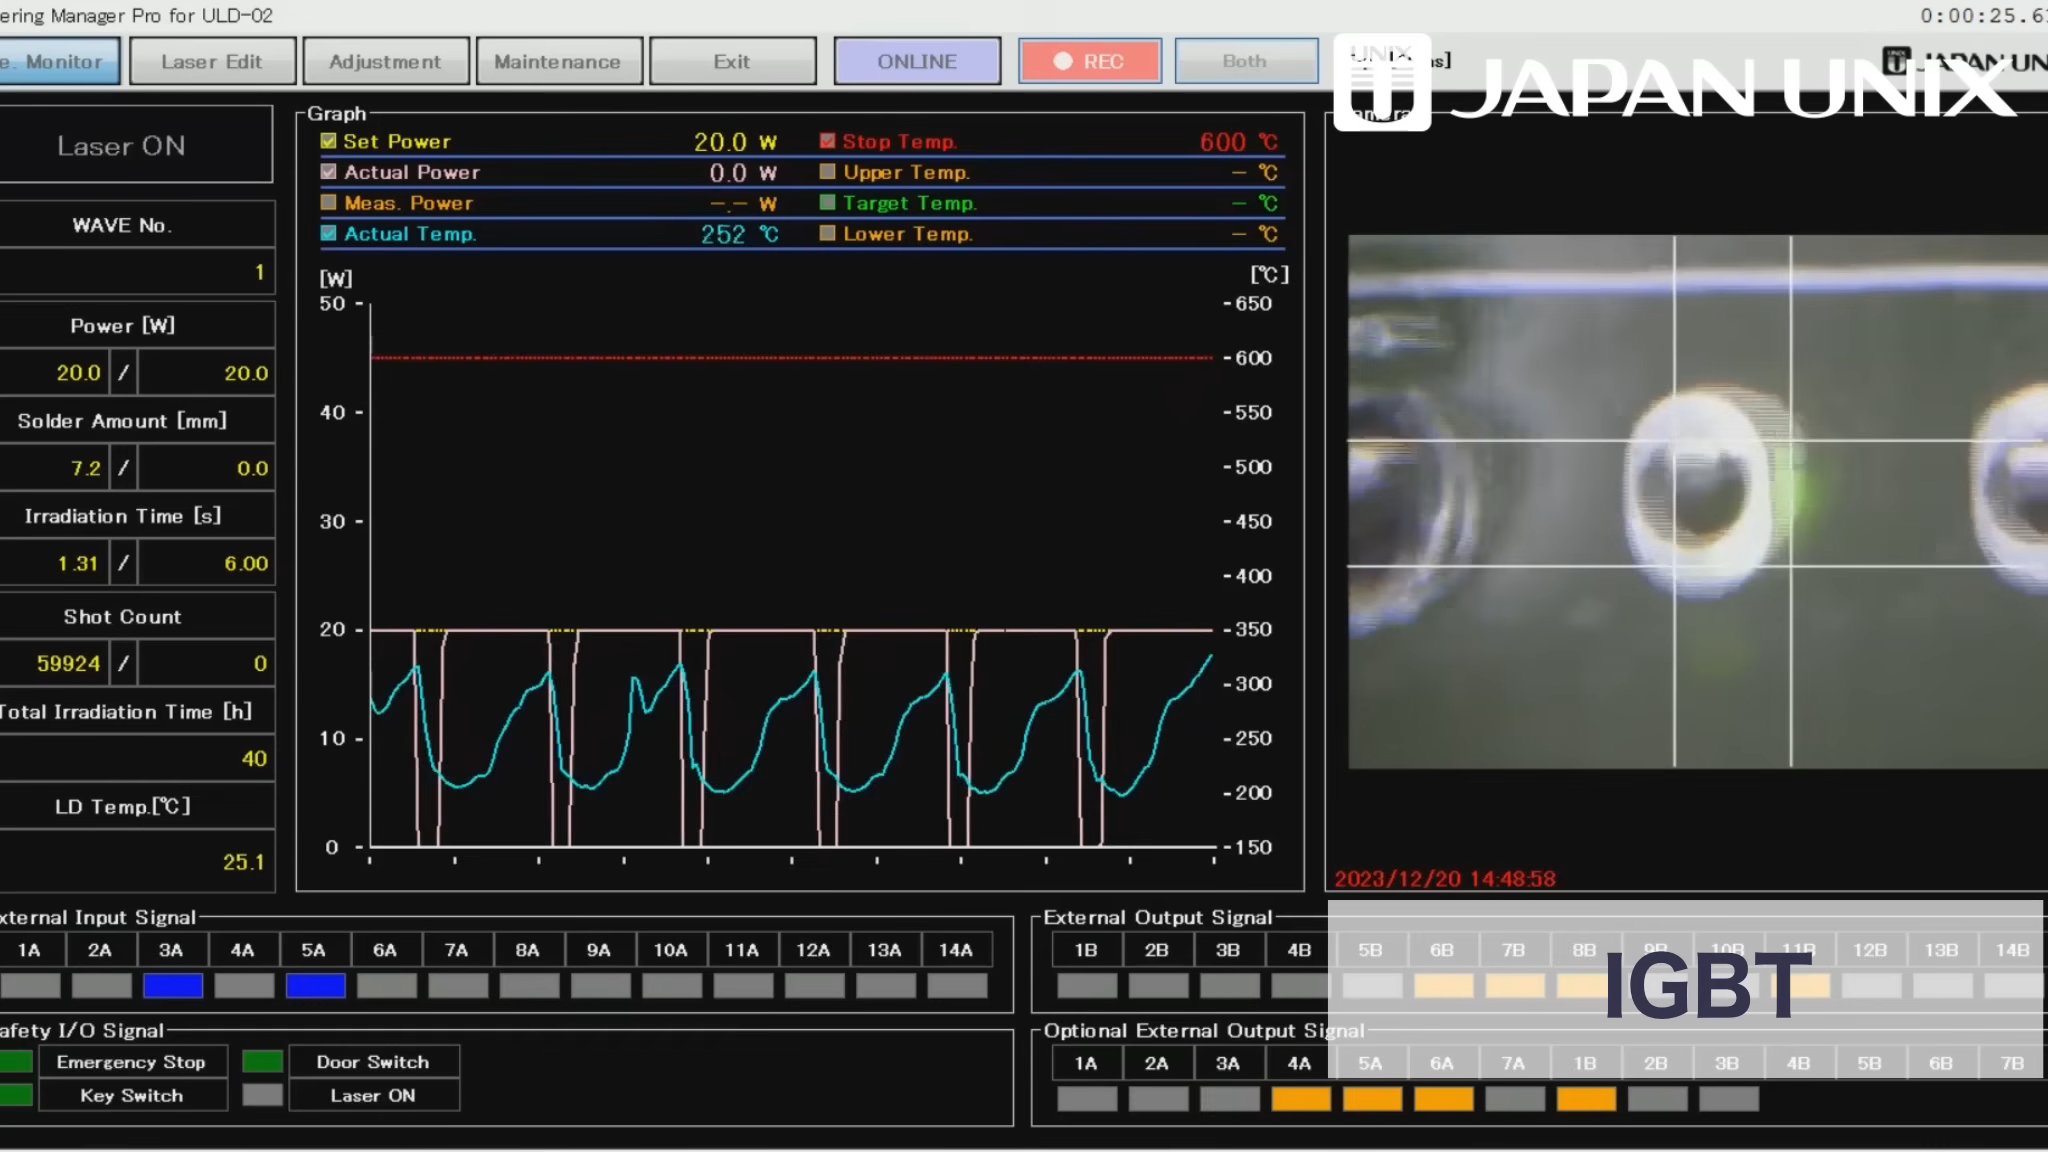 ering Manager Pro for ULD-02
0:00:25.6
e. Monitor
Laser Edit
Adjustment
Maintenance
Exit
ONLINE
REC
Both
JAPAN UNIX
Laser ON
WAVE No.
1
Power [W]
20.0 / 20.0
Solder Amount [mm]
7.2 / 0.0
Irradiation Time [s]
1.31 / 6.00
Shot Count
59924 / 0
Total Irradiation Time [h]
40
LD Temp.[℃]
25.1
Graph
Set Power 20.0 W Stop Temp. 600 ℃
Actual Power 0.0 W Upper Temp. - ℃
Meas. Power -.- W Target Temp. - ℃
Actual Temp. 252 ℃ Lower Temp. - ℃
[W] [℃]
50 650
600
40 550
500
30 450
400
20 350
300
10 250
200
0 150
2023/12/20 14:48:58
xternal Input Signal
1A 2A 3A 4A 5A 6A 7A 8A 9A 10A 11A 12A 13A 14A
afety I/O Signal
Emergency Stop Door Switch
Key Switch Laser ON
External Output Signal
1B 2B 3B 4B 5B 6B 7B 8B 9B 10B 11B 12B 13B 14B
IGBT
Optional External Output Signal
1A 2A 3A 4A 5A 6A 7A 1B 2B 3B 4B 5B 6B 7B